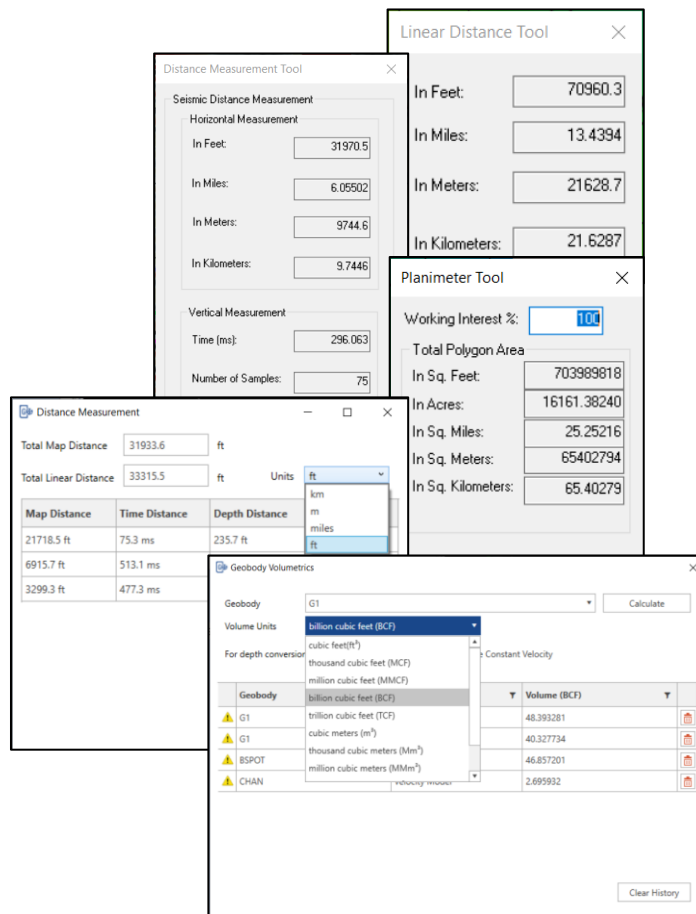 Linear Distance Tool
In Feet: 70960.3
In Miles: 13.4394
In Meters: 21628.7
In Kilometers: 21.6287
Distance Measurement Tool
Seismic Distance Measurement
Horizontal Measurement
In Feet: 31970.5
In Miles: 6.05502
In Meters: 9744.6
In Kilometers: 9.7446
Vertical Measurement
Time (ms): 296.063
Number of Samples: 75
Planimeter Tool
Working Interest %: 100
Total Polygon Area
In Sq. Feet: 703989818
In Acres: 16161.38240
In Sq. Miles: 25.25216
In Sq. Meters: 65402794
In Sq. Kilometers: 65.40279
Distance Measurement
Total Map Distance 31933.6 ft
Total Linear Distance 33315.5 ft Units ft
km
m
miles
ft
Map Distance Time Distance Depth Distance
21718.5 ft 75.3 ms 235.7 ft
6915.7 ft 513.1 ms
3299.3 ft 477.3 ms
Geobody Volumetrics
Geobody G1 Calculate
Volume Units billion cubic feet (BCF)
cubic feet(ft³)
thousand cubic feet (MCF)
million cubic feet (MMCF)
billion cubic feet (BCF)
trillion cubic feet (TCF)
cubic meters (m³)
thousand cubic meters (Mm³)
million cubic meters (MMm³)
For depth conversion Constant Velocity
Geobody Volume (BCF)
G1 48.393281
G1 40.327734
BSPOT 46.857201
CHAN Velocity Model 2.695932
Clear History